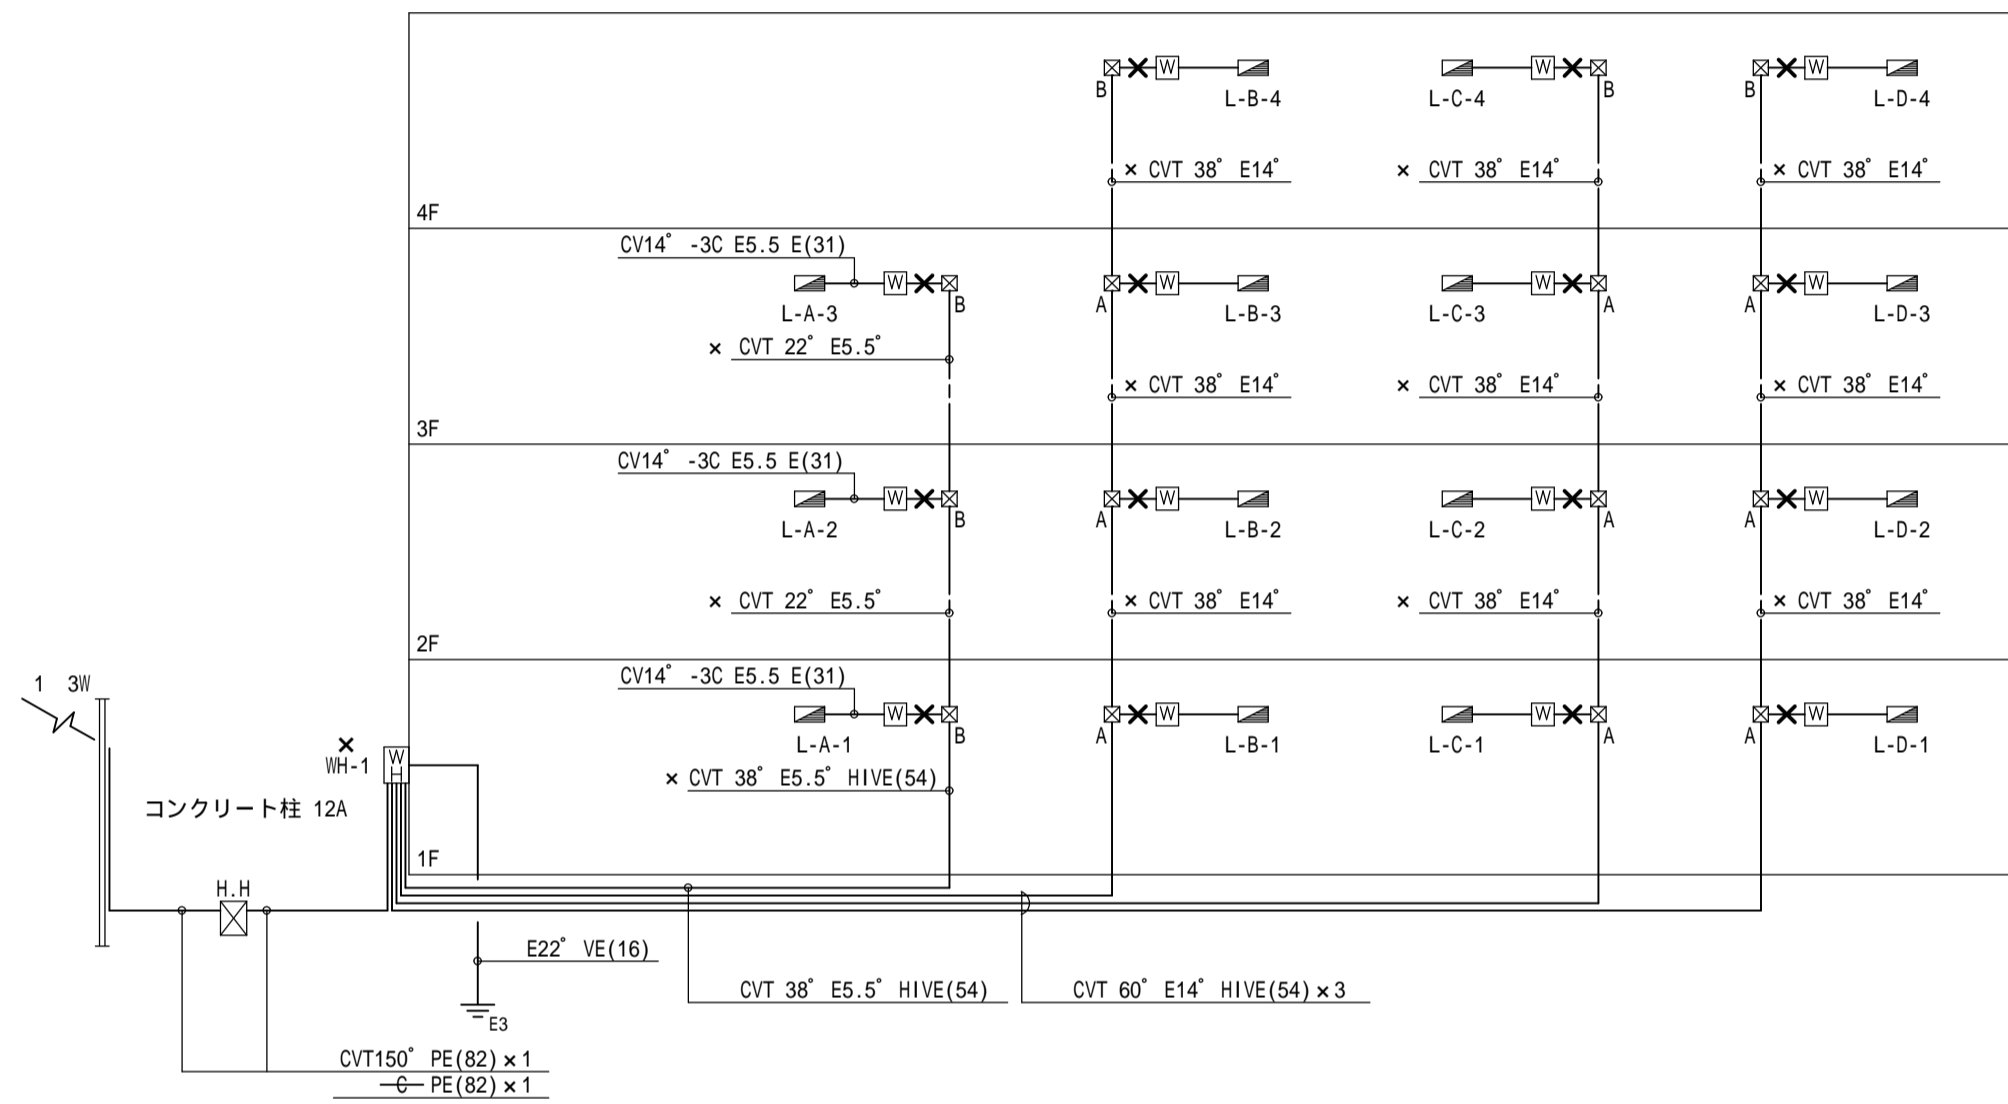 B W L-B-4 L-C-4 W B B W L-D-4
× CVT 38° E14° × CVT 38° E14° × CVT 38° E14°
4F
CV14° -3C E5.5 E(31)
L-A-3 W B A W L-B-3 L-C-3 W A A W L-D-3
× CVT 22° E5.5°
× CVT 38° E14° × CVT 38° E14° × CVT 38° E14°
3F
CV14° -3C E5.5 E(31)
L-A-2 W B A W L-B-2 L-C-2 W A A W L-D-2
× CVT 22° E5.5° × CVT 38° E14° × CVT 38° E14° × CVT 38° E14°
2F
CV14° -3C E5.5 E(31)
1 3W
L-A-1 W B A W L-B-1 L-C-1 W A A W L-D-1
×
WH-1 WH
× CVT 38° E5.5° HIVE(54)
コンクリート柱 12A
1F
H.H
E22° VE(16)
CVT 38° E5.5° HIVE(54) CVT 60° E14° HIVE(54)×3
E3
CVT150° PE(82)×1
C PE(82)×1